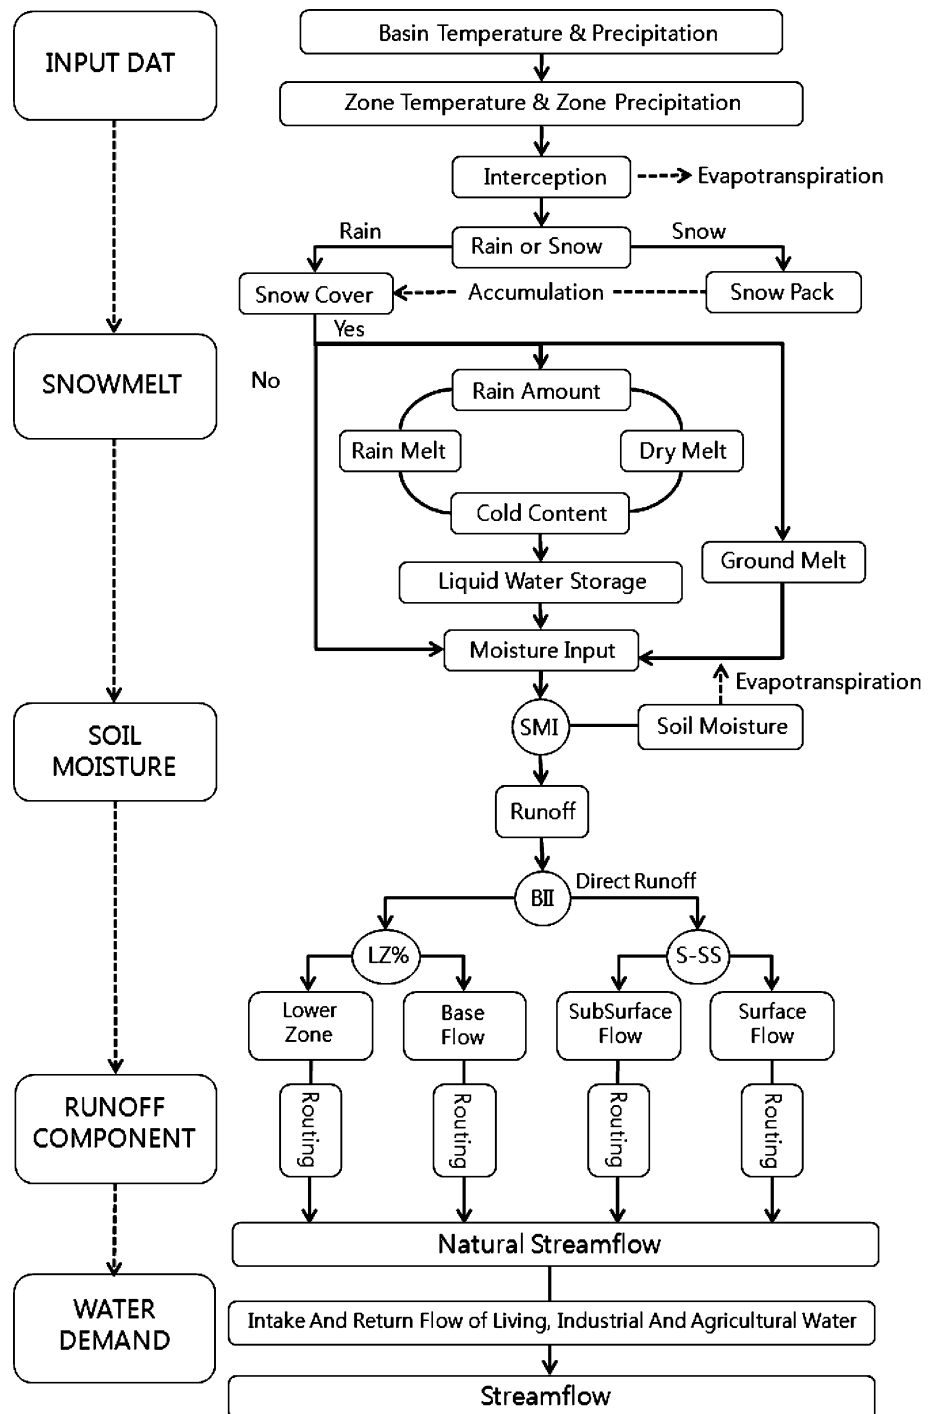 INPUT DAT
Basin Temperature & Precipitation
Zone Temperature & Zone Precipitation
Interception
Evapotranspiration
Rain
Rain or Snow
Snow
Snow Cover
Accumulation
Snow Pack
Yes
No
SNOWMELT
Rain Amount
Rain Melt
Dry Melt
Cold Content
Ground Melt
Liquid Water Storage
Moisture Input
Evapotranspiration
SOIL
MOISTURE
SMI
Soil Moisture
Runoff
BII
Direct Runoff
LZ%
S-SS
Lower
Zone
Base
Flow
SubSurface
Flow
Surface
Flow
RUNOFF
COMPONENT
Routing
Routing
Routing
Routing
Natural Streamflow
WATER
DEMAND
Intake And Return Flow of Living, Industrial And Agricultural Water
Streamflow